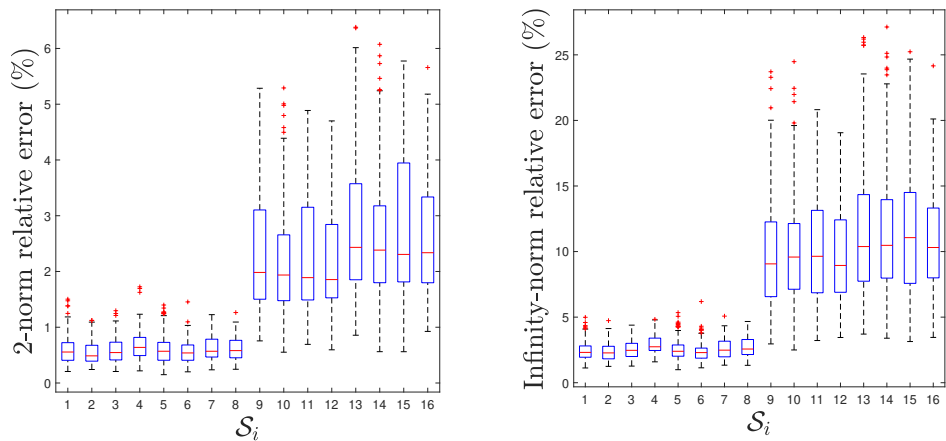 2-norm relative error (%)
6
5
4
3
2
1
0
1 2 3 4 5 6 7 8 9 10 11 12 13 14 15 16
𝒮ᵢ
Infinity-norm relative error (%)
25
20
15
10
5
0
1 2 3 4 5 6 7 8 9 10 11 12 13 14 15 16
𝒮ᵢ